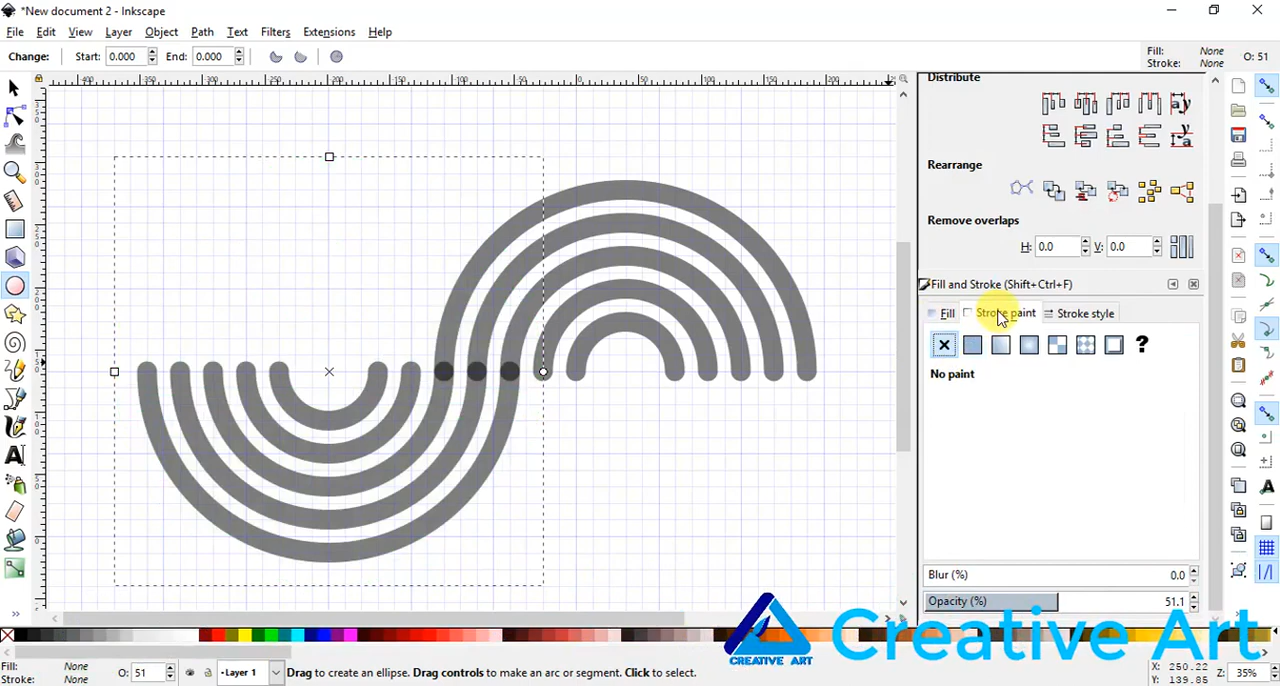 *New document 2 - Inkscape
File Edit View Layer Object Path Text Filters Extensions Help
Change: Start: 0.000 End: 0.000
Fill: None
Stroke: None
O: 51
Distribute
Rearrange
Remove overlaps
H: 0.0 V: 0.0
Fill and Stroke (Shift+Ctrl+F)
Fill Stroke paint Stroke style
No paint
Blur (%) 0.0
Opacity (%) 51.1
CREATIVE ART
Creative Art
Fill: None
Stroke: None
O: 51
Layer 1
Drag to create an ellipse. Drag controls to make an arc or segment. Click to select.
X: 250.22
Y: 139.85
Z: 35%